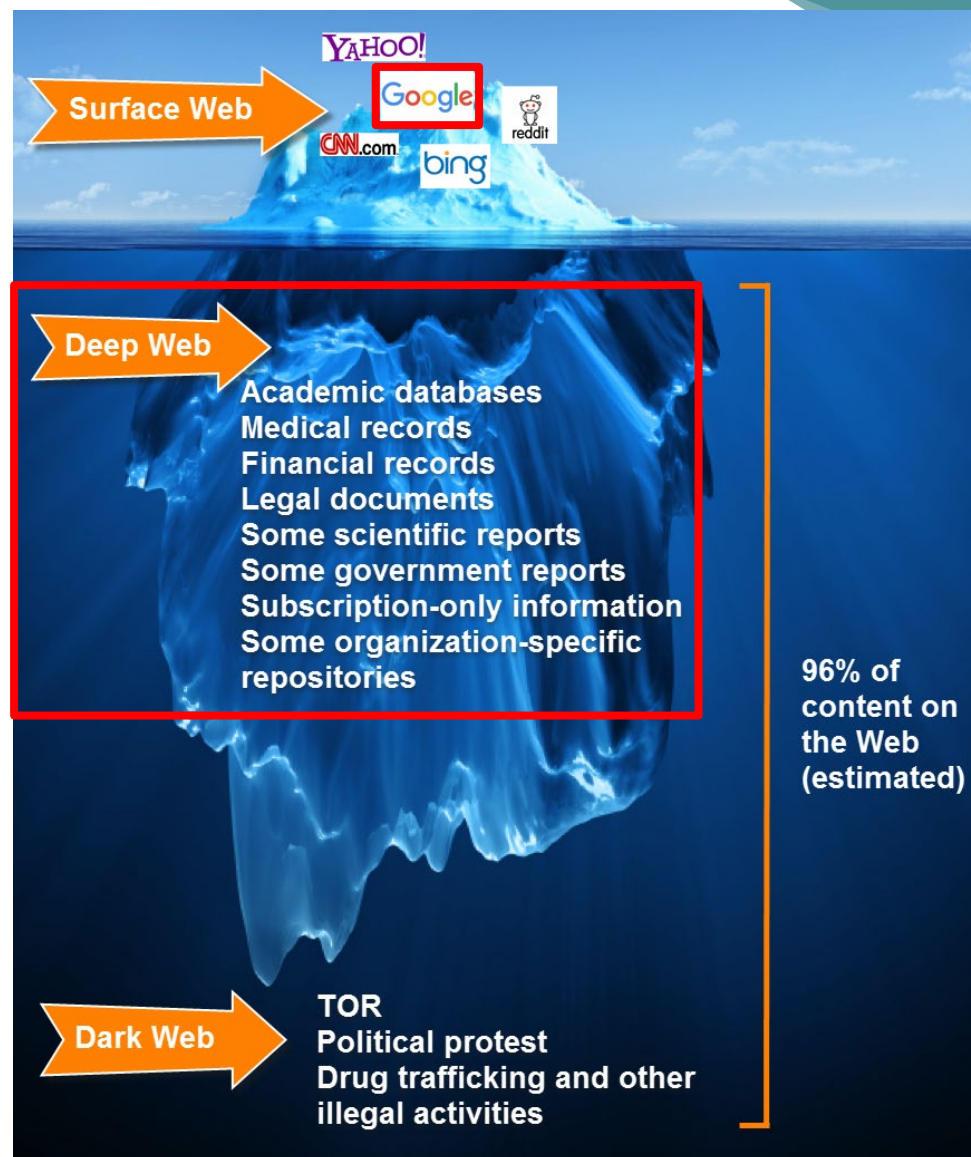 YAHOO!
Surface Web
Google
reddit
CNN.com
bing
Deep Web
Academic databases
Medical records
Financial records
Legal documents
Some scientific reports
Some government reports
Subscription-only information
Some organization-specific
repositories
96% of
content on
the Web
(estimated)
Dark Web
TOR
Political protest
Drug trafficking and other
illegal activities